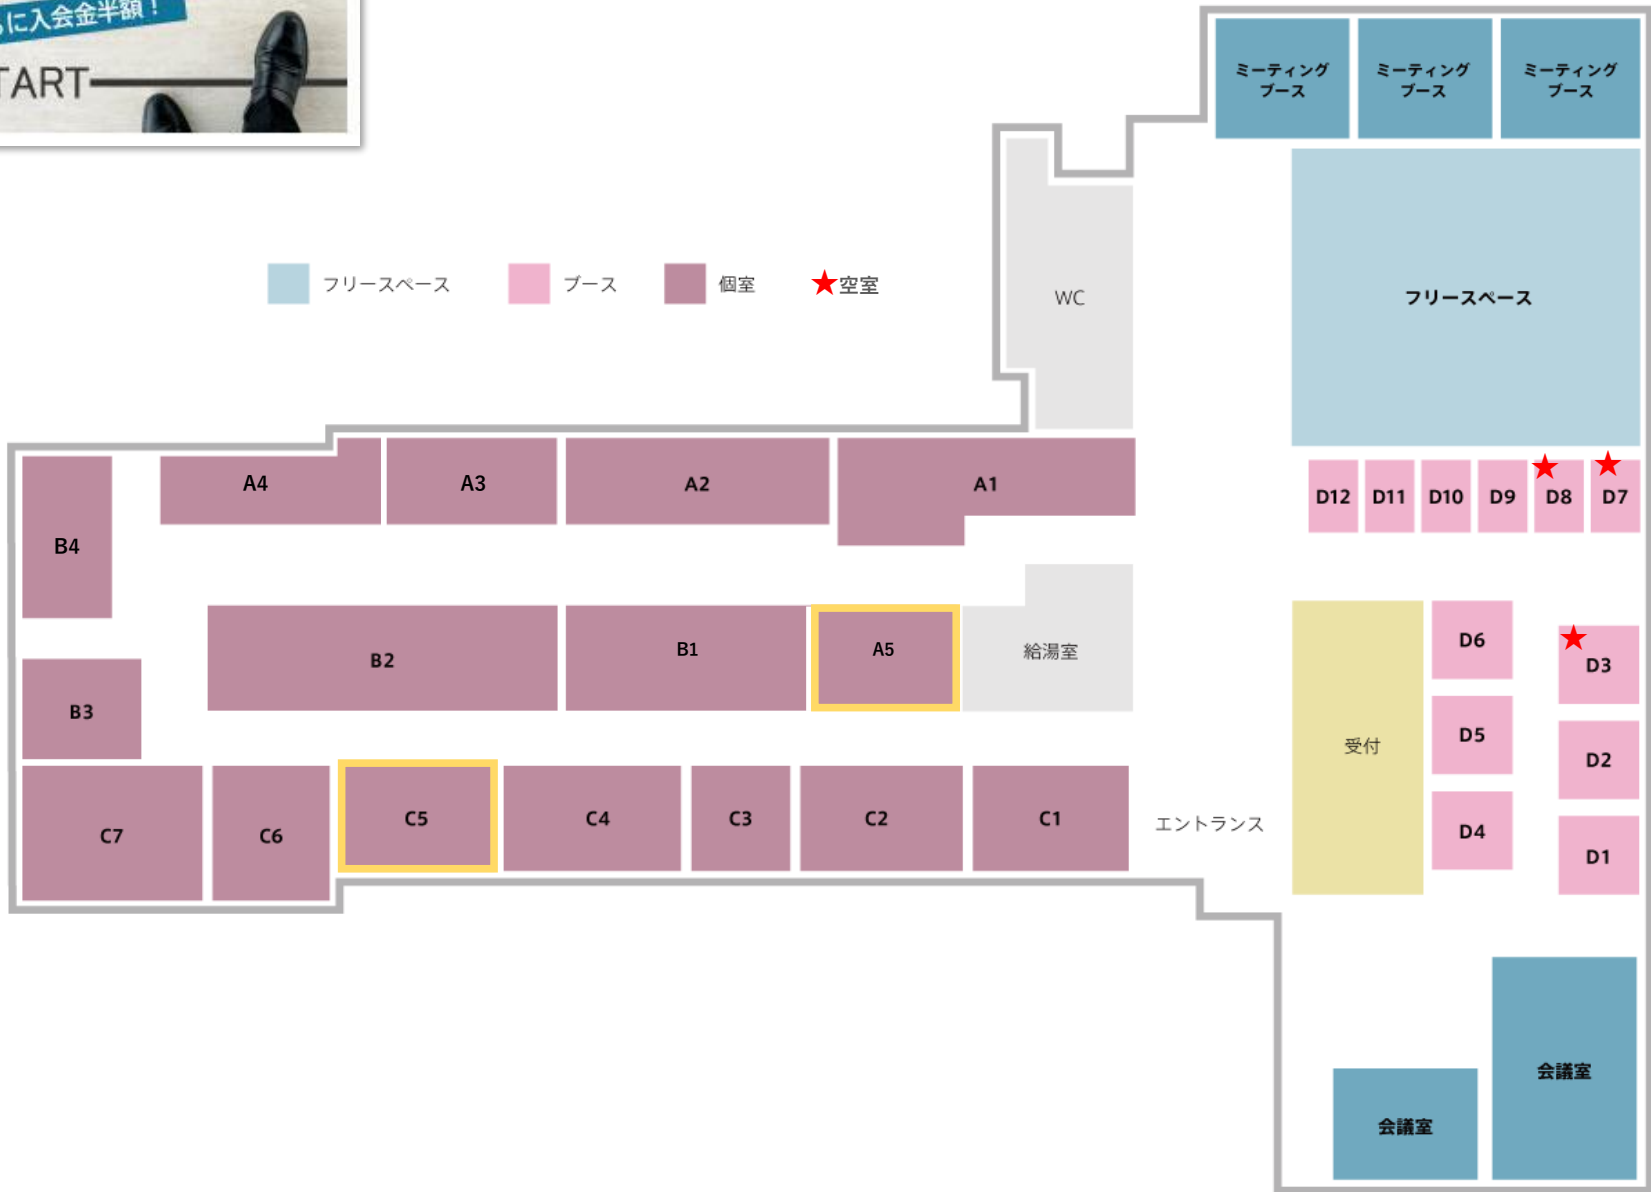 に入会金半額！
TART
ミーティング
ブース
ミーティング
ブース
ミーティング
ブース
フリースペース
ブース
個室
★空室
WC
フリースペース
A4
A3
A2
A1
D12
D11
D10
D9
D8
D7
B4
B2
B1
A5
給湯室
D6
D3
B3
受付
D5
D2
C7
C6
C5
C4
C3
C2
C1
エントランス
D4
D1
会議室
会議室